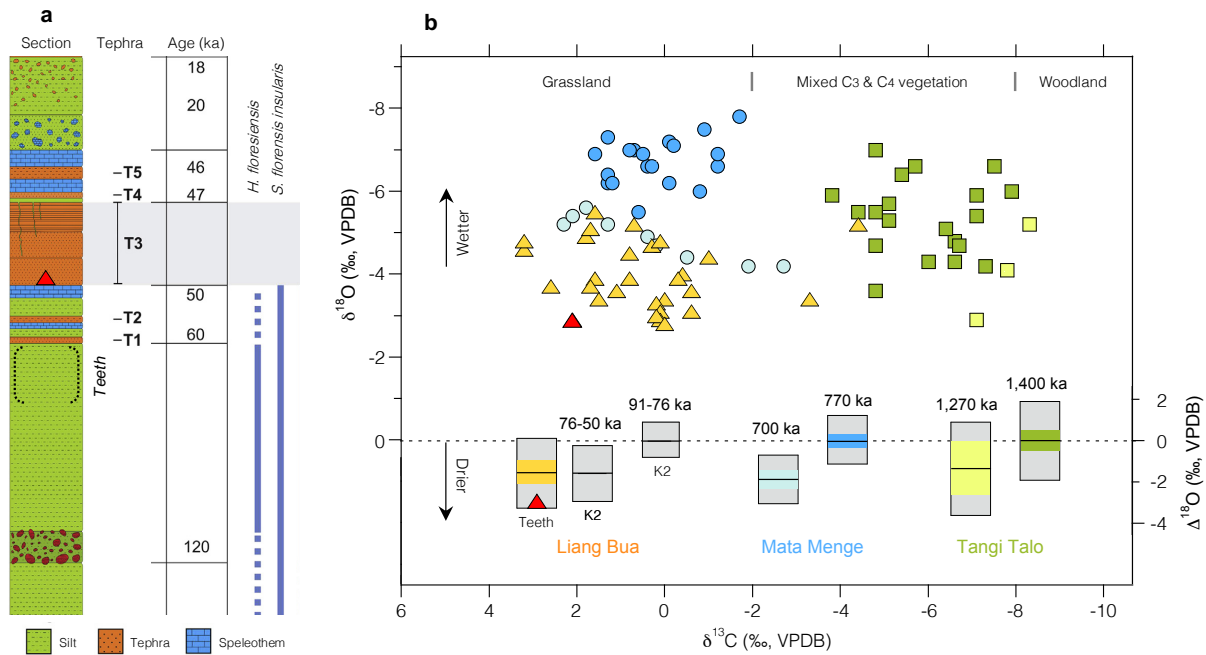 a
Section Tephra Age (ka)
H. floresiensis
S. florensis insularis
18
20
–T5 46
–T4 47
T3
50
–T2
–T1 60
Teeth
120
Silt Tephra Speleothem
b
Grassland | Mixed C3 & C4 vegetation | Woodland
-8
-6
-4
-2
0
δ18O (‰, VPDB)
Wetter
Drier
1,400 ka
770 ka
1,270 ka
91-76 ka
76-50 ka
700 ka
K2
Teeth K2
Liang Bua Mata Menge Tangi Talo
2
0
-2
-4
Δ18O (‰, VPDB)
6 4 2 0 -2 -4 -6 -8 -10
δ13C (‰, VPDB)